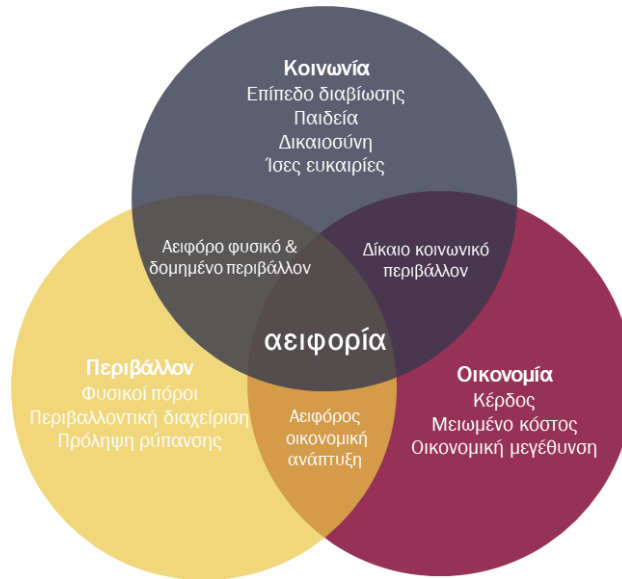 Κοινωνία
Επίπεδο διαβίωσης
Παιδεία
Δικαιοσύνη
Ίσες ευκαιρίες
Αειφόρο φυσικό &
δομημένο περιβάλλον
Δίκαιο κοινωνικό
περιβάλλον
αειφορία
Περιβάλλον
Φυσικοί πόροι
Περιβαλλοντική διαχείριση
Πρόληψη ρύπανσης
Αειφόρος
οικονομική
ανάπτυξη
Οικονομία
Κέρδος
Μειωμένο κόστος
Οικονομική μεγέθυνση